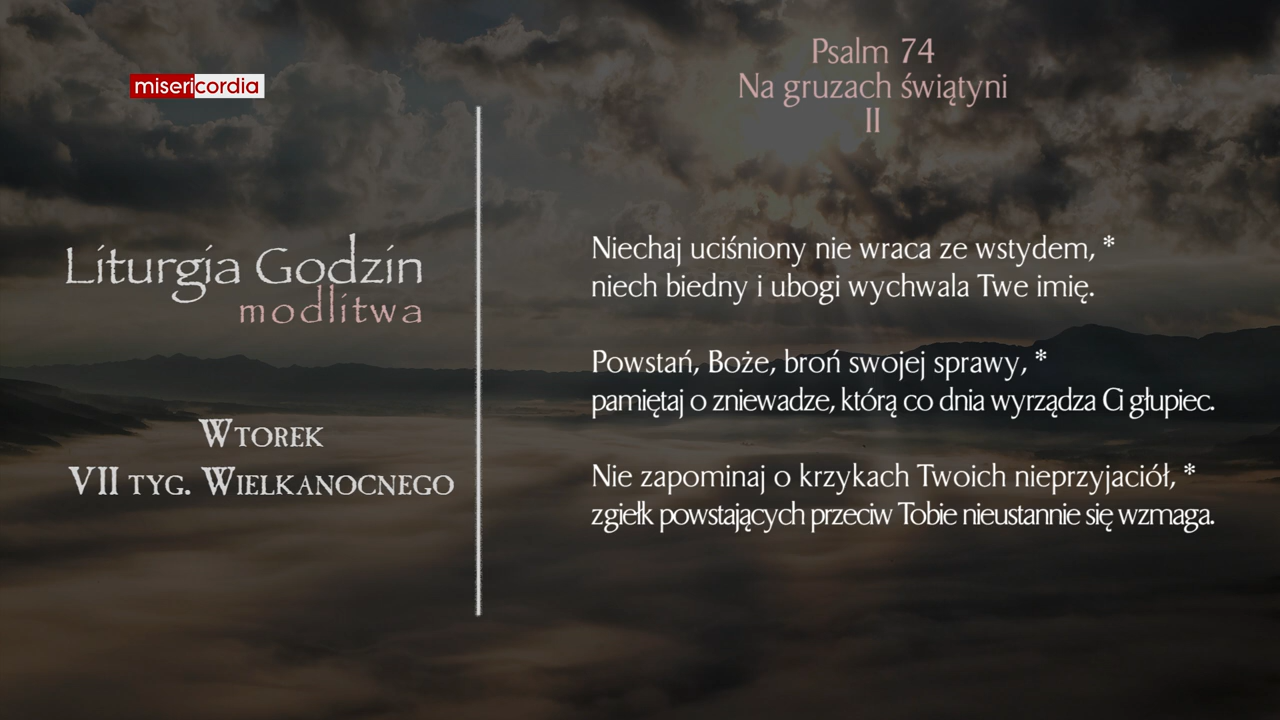 misericordia
Liturgia Godzin
modlitwa
Wtorek
VII tyg. Wielkanocnego
Psalm 74
Na gruzach świątyni
II
Niechaj uciśniony nie wraca ze wstydem, *
niech biedny i ubogi wychwala Twe imię.
Powstań, Boże, broń swojej sprawy, *
pamiętaj o zniewadze, którą co dnia wyrządza Ci głupiec.
Nie zapominaj o krzykach Twoich nieprzyjaciół, *
zgiełk powstających przeciw Tobie nieustannie się wzmaga.